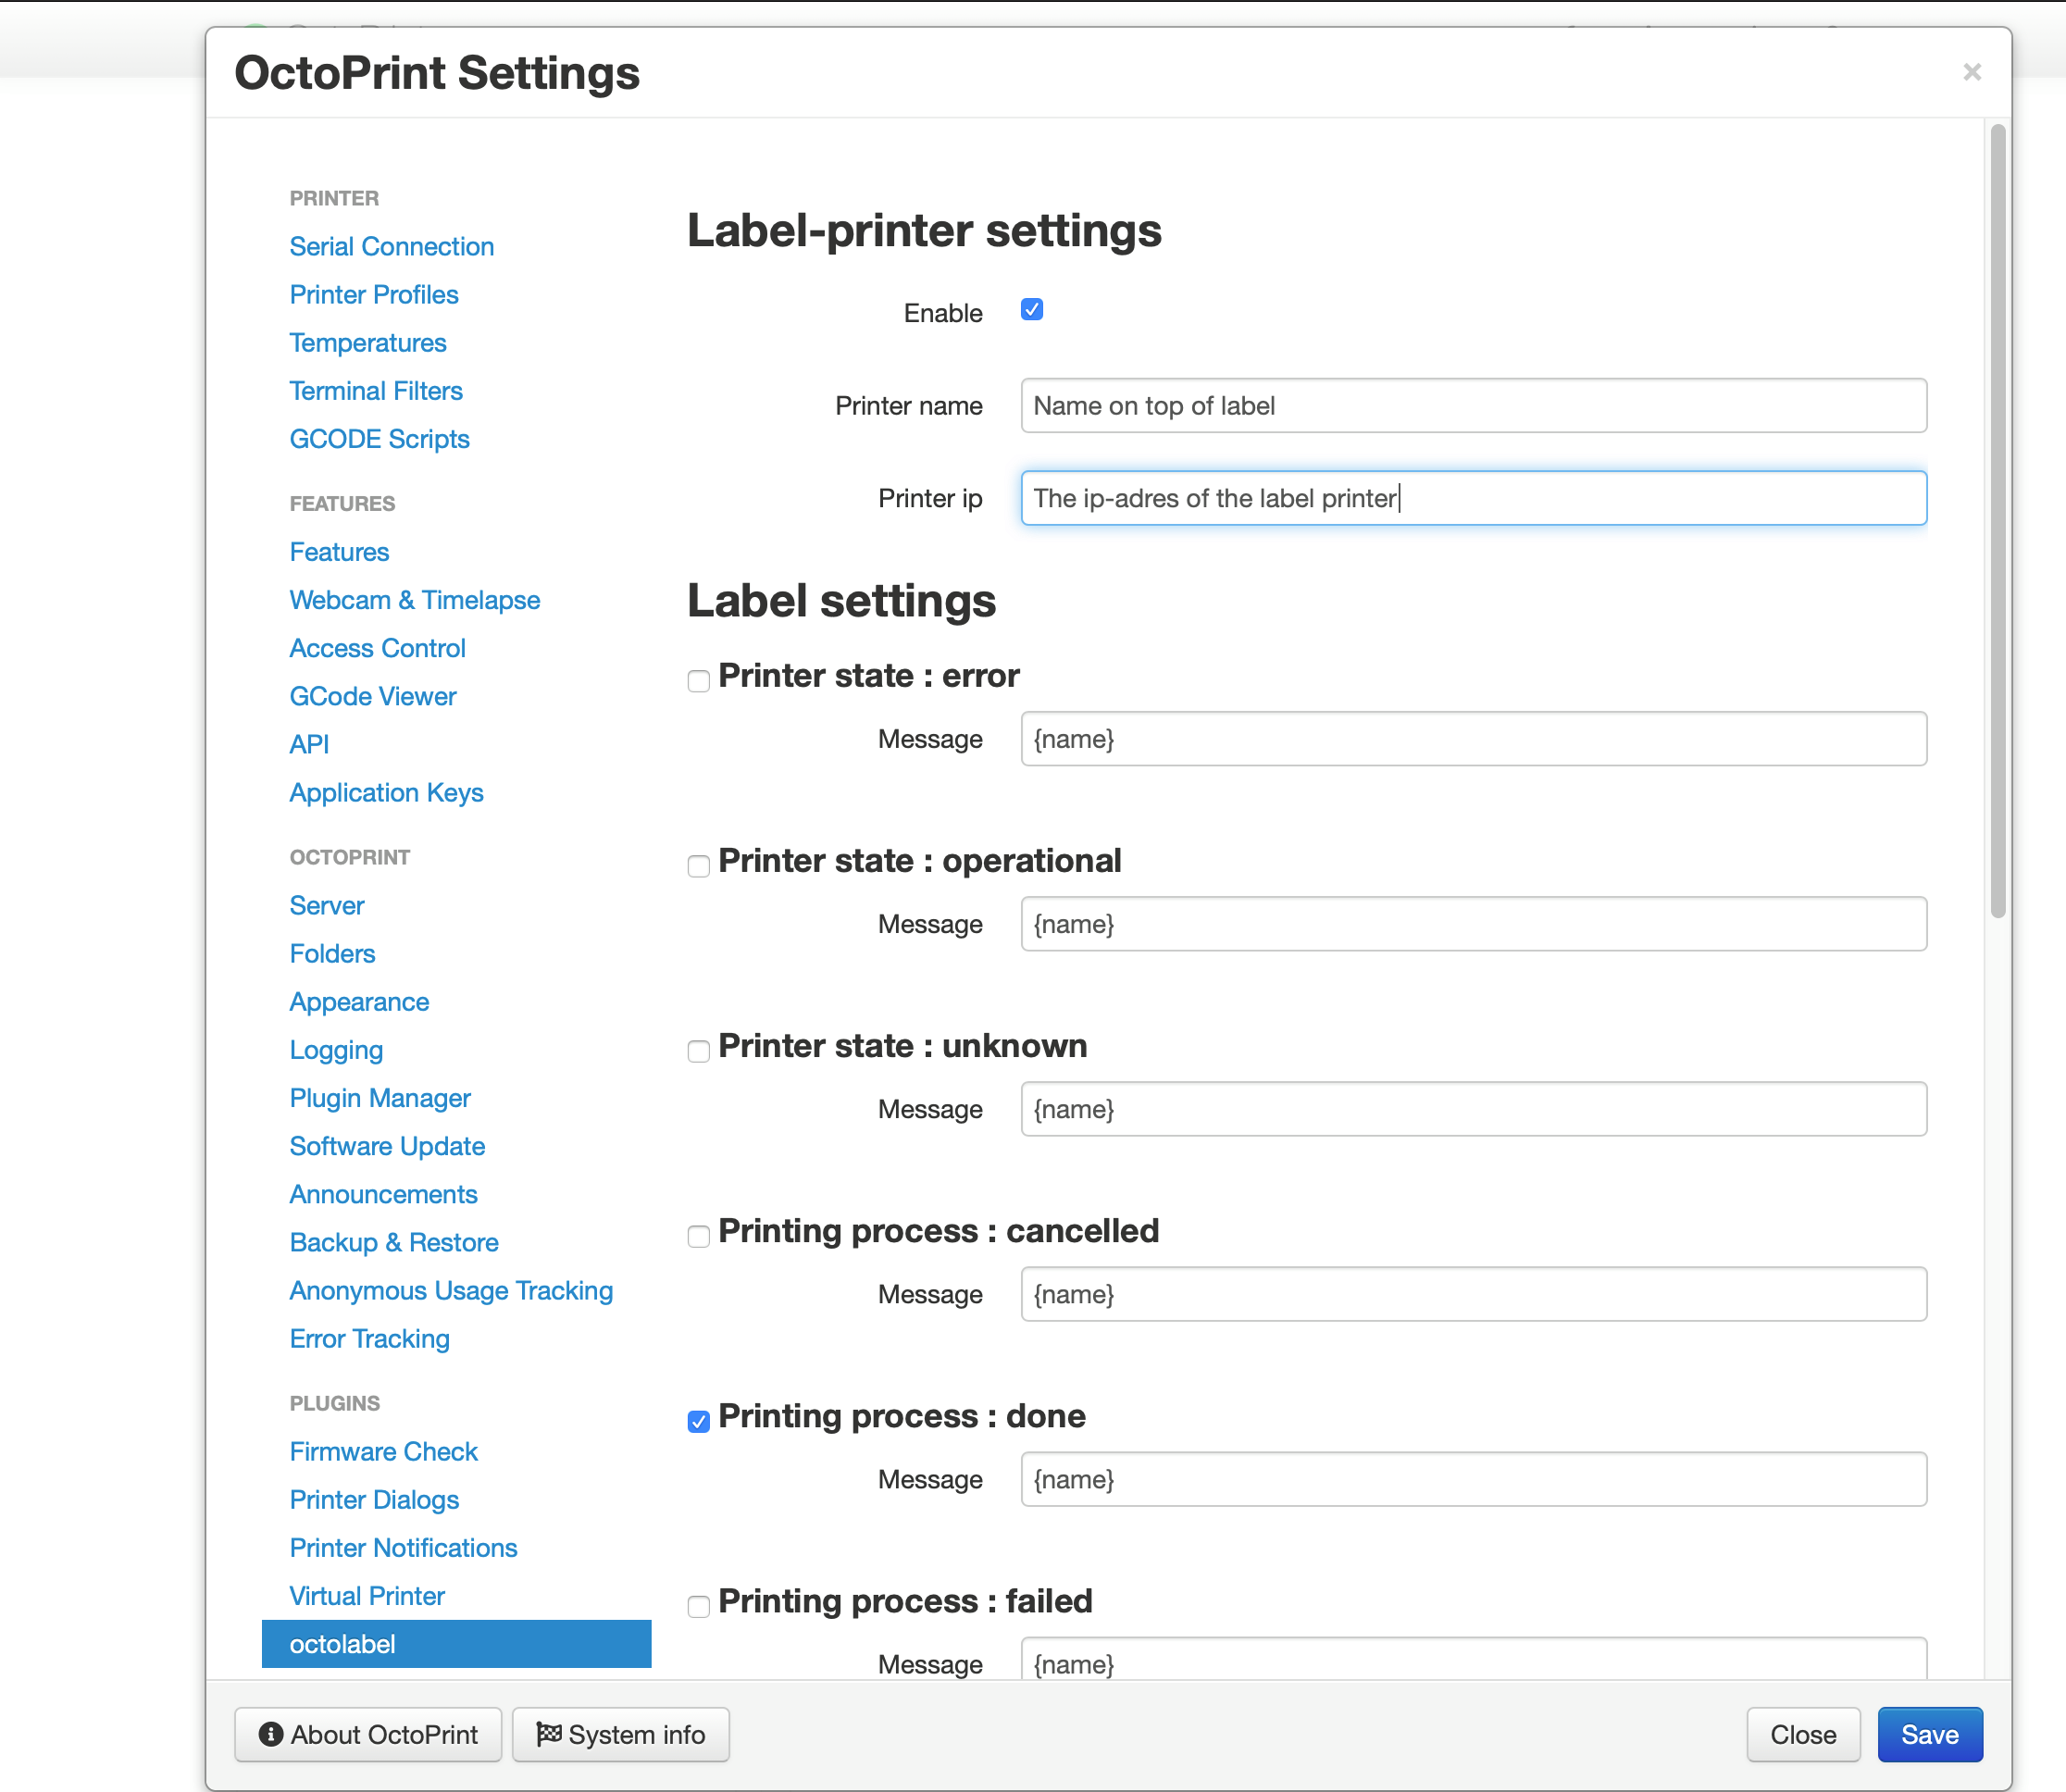 OctoPrint Settings
×
PRINTER
Serial Connection
Printer Profiles
Temperatures
Terminal Filters
GCODE Scripts
FEATURES
Features
Webcam & Timelapse
Access Control
GCode Viewer
API
Application Keys
OCTOPRINT
Server
Folders
Appearance
Logging
Plugin Manager
Software Update
Announcements
Backup & Restore
Anonymous Usage Tracking
Error Tracking
PLUGINS
Firmware Check
Printer Dialogs
Printer Notifications
Virtual Printer
octolabel
Label-printer settings
Enable
Printer name Name on top of label
Printer ip The ip-adres of the label printer
Label settings
Printer state : error
Message {name}
Printer state : operational
Message {name}
Printer state : unknown
Message {name}
Printing process : cancelled
Message {name}
Printing process : done
Message {name}
Printing process : failed
Message {name}
About OctoPrint System info Close Save